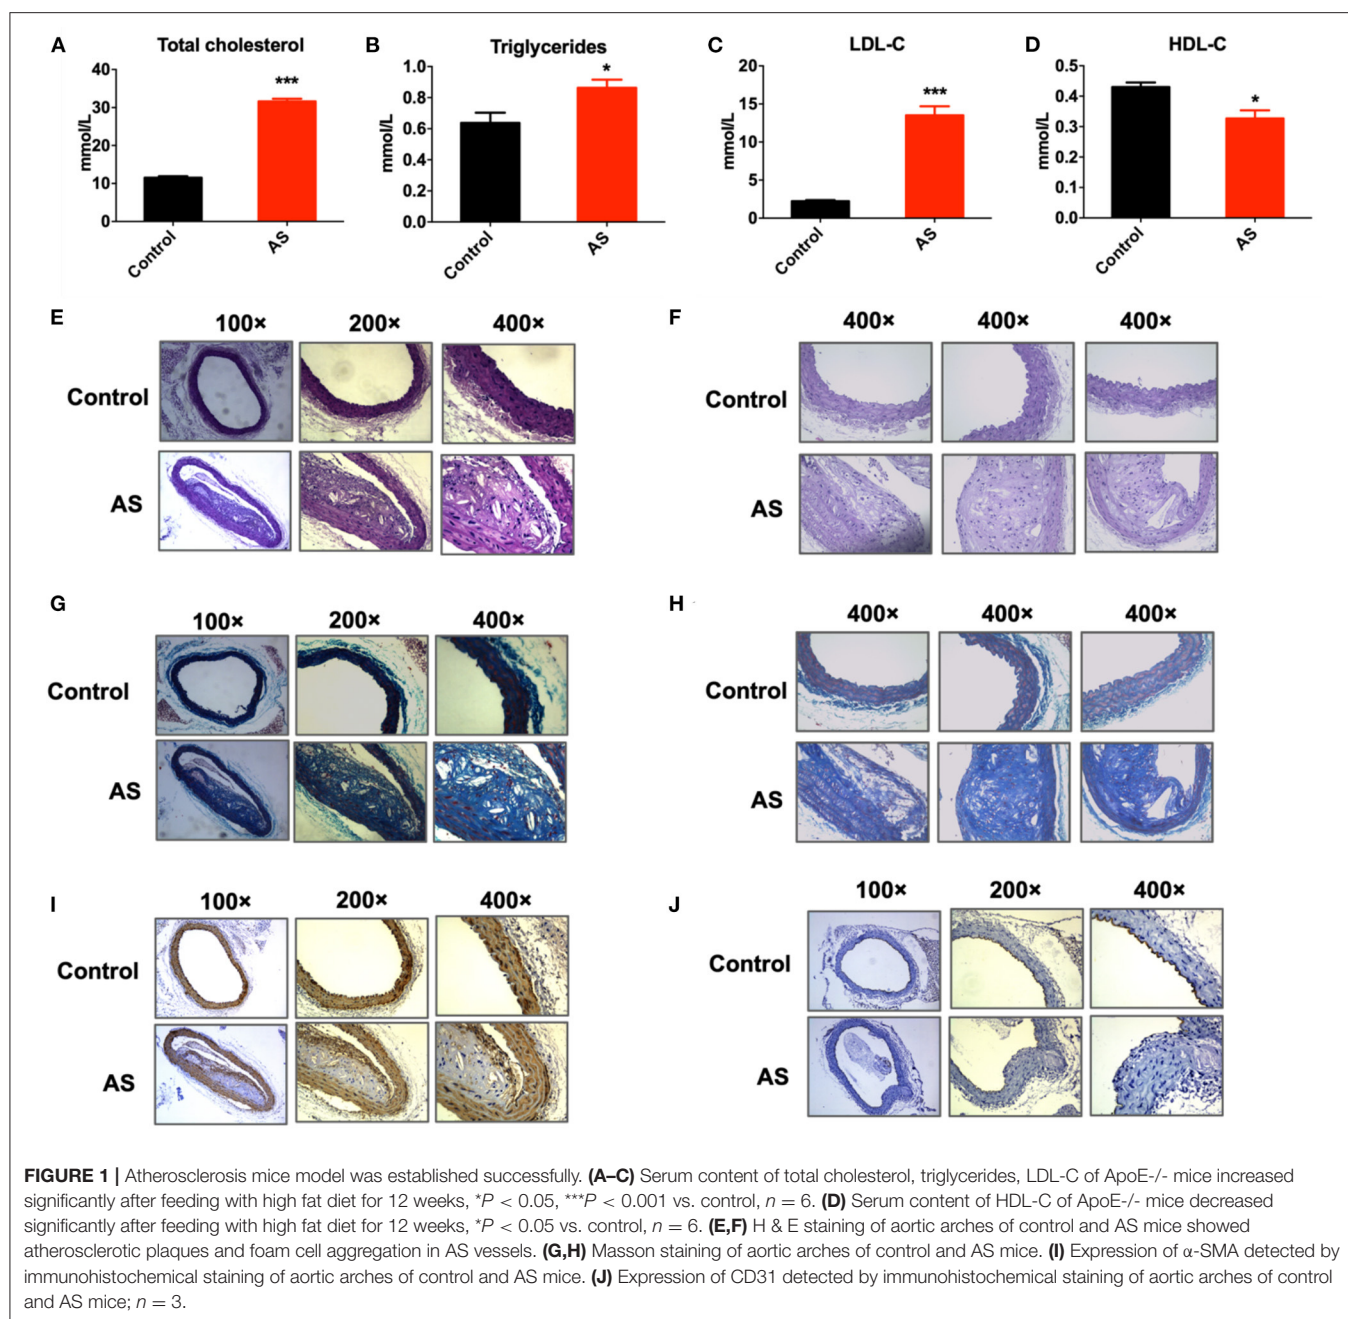 A
Total cholesterol
mmol/L
40
30
20
10
0
***
Control
AS
B
Triglycerides
mmol/L
1.0
0.8
0.6
0.4
0.2
0.0
*
Control
AS
C
LDL-C
mmol/L
20
15
10
5
0
***
Control
AS
D
HDL-C
mmol/L
0.5
0.4
0.3
0.2
0.1
0.0
*
Control
AS
E
100× 200× 400×
Control
AS
F
400× 400× 400×
Control
AS
G
100× 200× 400×
Control
AS
H
400× 400× 400×
Control
AS
I
100× 200× 400×
Control
AS
J
100× 200× 400×
Control
AS
FIGURE 1 | Atherosclerosis mice model was established successfully. (A–C) Serum content of total cholesterol, triglycerides, LDL-C of ApoE-/- mice increased
significantly after feeding with high fat diet for 12 weeks, *P < 0.05, ***P < 0.001 vs. control, n = 6. (D) Serum content of HDL-C of ApoE-/- mice decreased
significantly after feeding with high fat diet for 12 weeks, *P < 0.05 vs. control, n = 6. (E,F) H & E staining of aortic arches of control and AS mice showed
atherosclerotic plaques and foam cell aggregation in AS vessels. (G,H) Masson staining of aortic arches of control and AS mice. (I) Expression of α-SMA detected by
immunohistochemical staining of aortic arches of control and AS mice. (J) Expression of CD31 detected by immunohistochemical staining of aortic arches of control
and AS mice; n = 3.